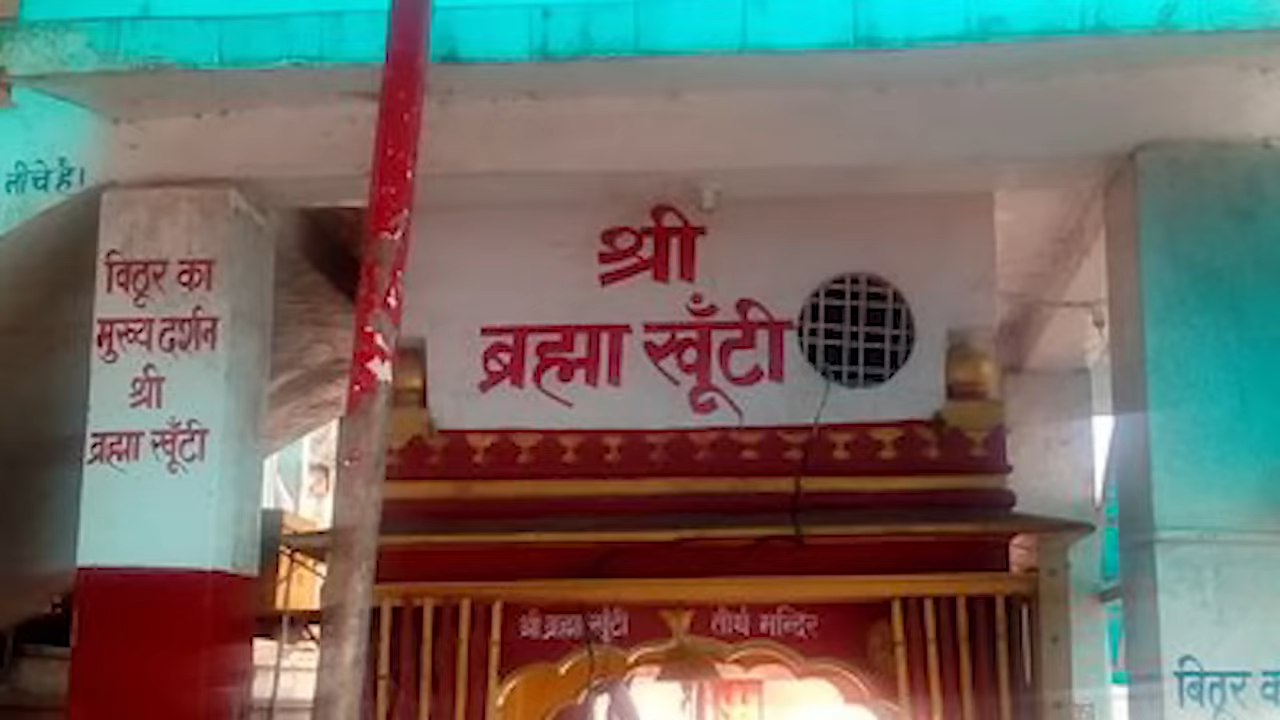 नीचे है।
बिठूर का
मुख्य दर्शन
श्री
ब्रह्मा खूँटी
श्री
ब्रह्मा खूँटी
श्री ब्रह्मा खूँटी तीर्थ मन्दिर
बिठूर